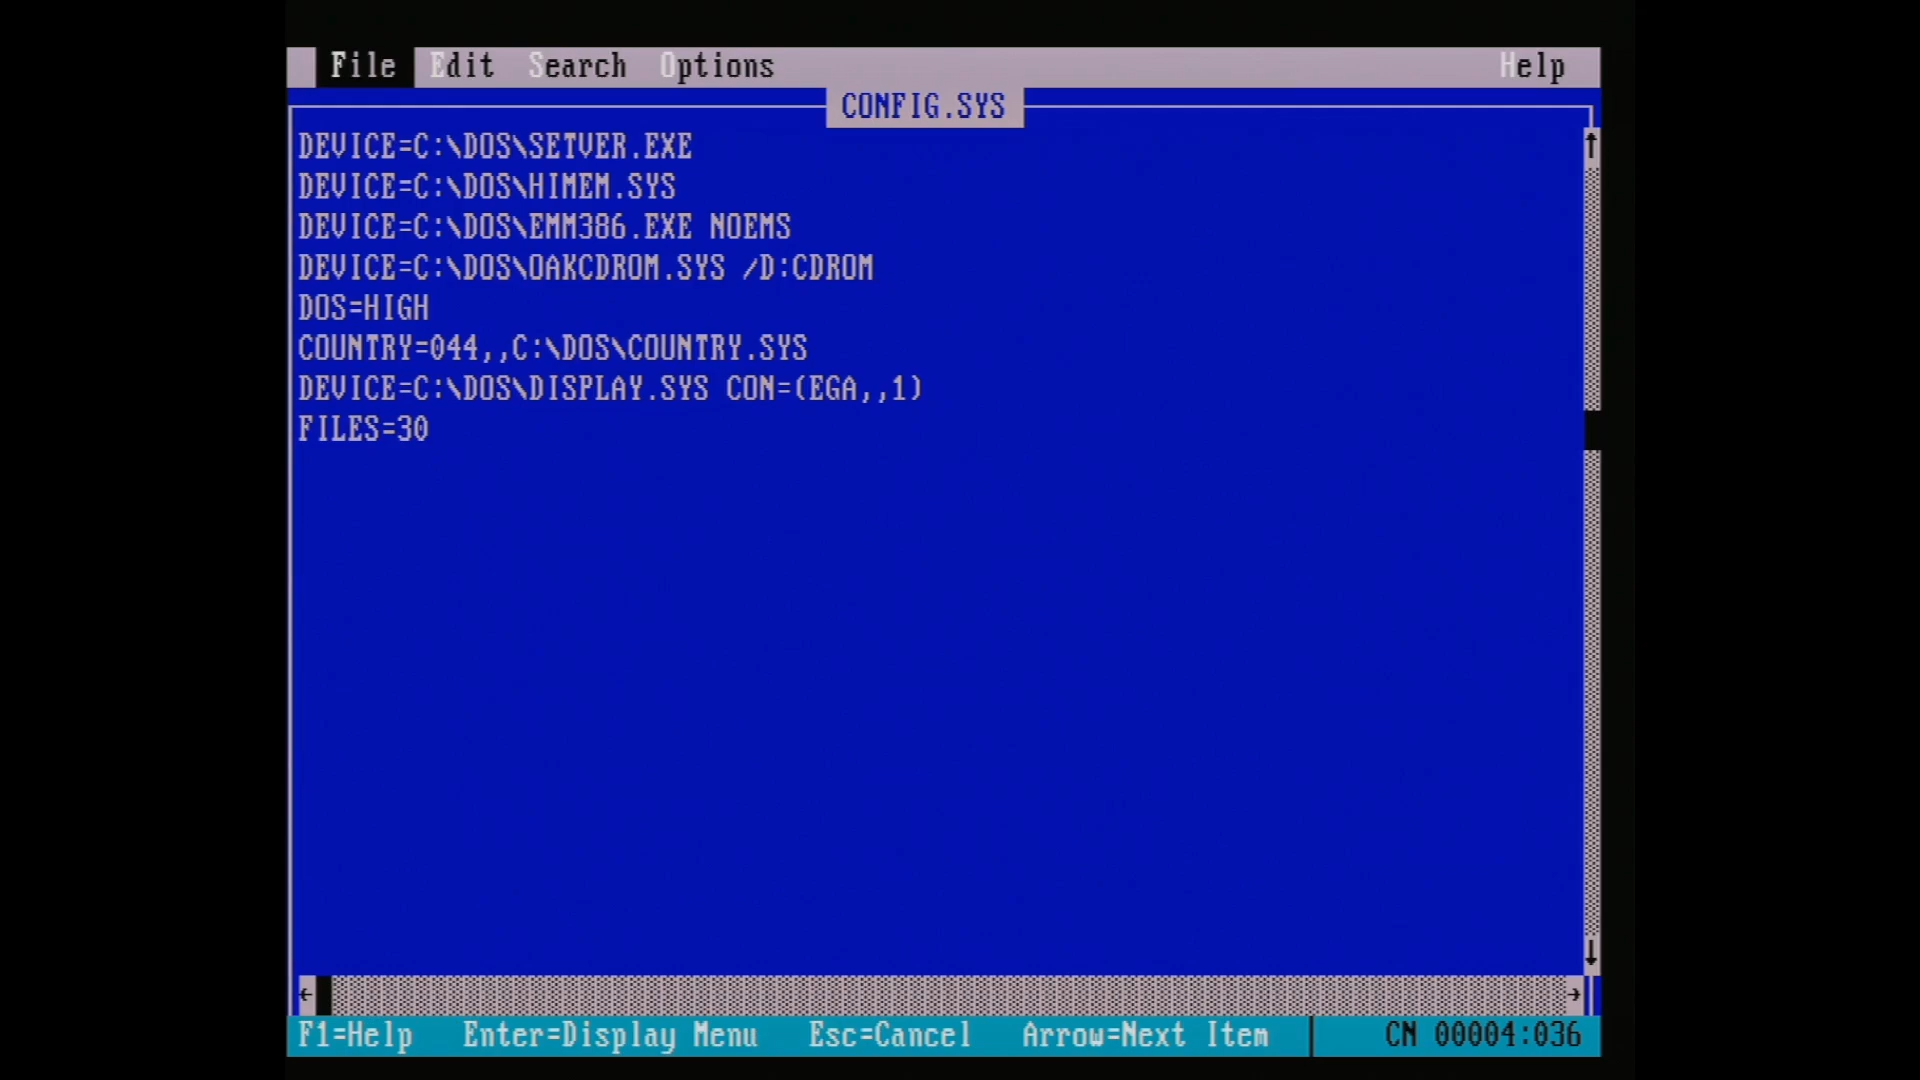 File Edit Search Options Help
CONFIG.SYS
DEVICE=C:\DOS\SETVER.EXE
DEVICE=C:\DOS\HIMEM.SYS
DEVICE=C:\DOS\EMM386.EXE NOEMS
DEVICE=C:\DOS\OAKCDROM.SYS /D:CDROM
DOS=HIGH
COUNTRY=044,,C:\DOS\COUNTRY.SYS
DEVICE=C:\DOS\DISPLAY.SYS CON=(EGA,,1)
FILES=30
F1=Help Enter=Display Menu Esc=Cancel Arrow=Next Item CN 00004:036